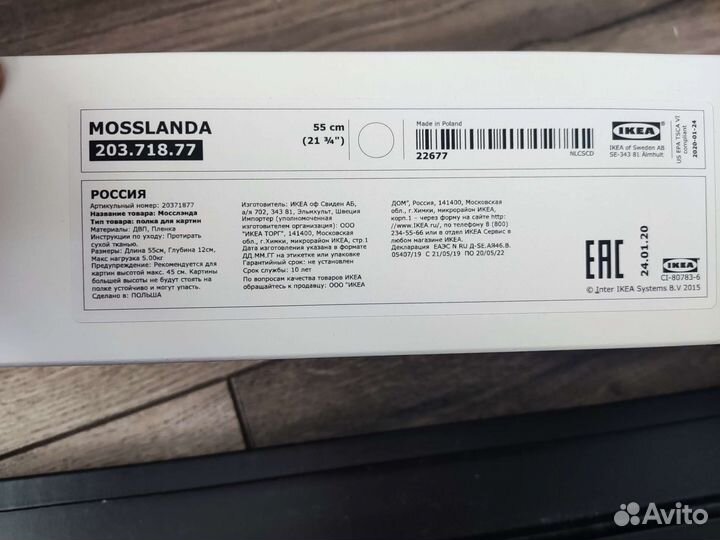 MOSSLANDA
203.718.77
55 cm
(21 ¾")
Made in Poland
22677
NLCSCD
IKEA
IKEA of Sweden AB
SE-343 81 Älmhult
US EPA TSCA VI
compliant
2020-01-24
РОССИЯ
Артикульный номер: 20371877
Название товара: Моссланда
Тип товара: полка для картин
Материалы: ДВП, Пленка
Инструкции по уходу: Протирать
сухой тканью.
Размеры: Длина 55см, Глубина 12см,
Макс нагрузка 5.00кг
Предупреждение: Рекомендуется для
картин высотой макс. 45 см. Картины
большей высоты не будут стоять на
полке устойчиво и могут упасть.
Сделано в: ПОЛЬША
Изготовитель: ИКЕА оф Свиден АБ,
а/я 702, 343 81, Эльмхульт, Швеция
Импортер (уполномоченная
изготовителем организация): ООО
"ИКЕА ТОРГ", 141400, Московская
обл., г.Химки, микрорайон ИКЕА, стр.1
Дата изготовления указана в формате
ДД.ММ.ГГ на этикетке или упаковке
Гарантийный срок: не установлен
Срок службы: 10 лет
По вопросам качества товаров ИКЕА
обращайтесь к продавцу: ООО "ИКЕА
ДОМ", Россия, 141400, Московская
обл., г.Химки, микрорайон ИКЕА,
корп.1 - через форму на сайте http:
//www.IKEA.ru/, по телефону 8 (800)
234-55-66 или в отдел ИКЕА Сервис в
любом магазине ИКЕА.
Декларация ЕАЭС N RU Д-SE.АЯ46.В.
05407/19 С 21/05/19 ПО 20/05/22
ЕАС
24.01.20
IKEA
CI-80783-6
© Inter IKEA Systems B.V 2015
Avito